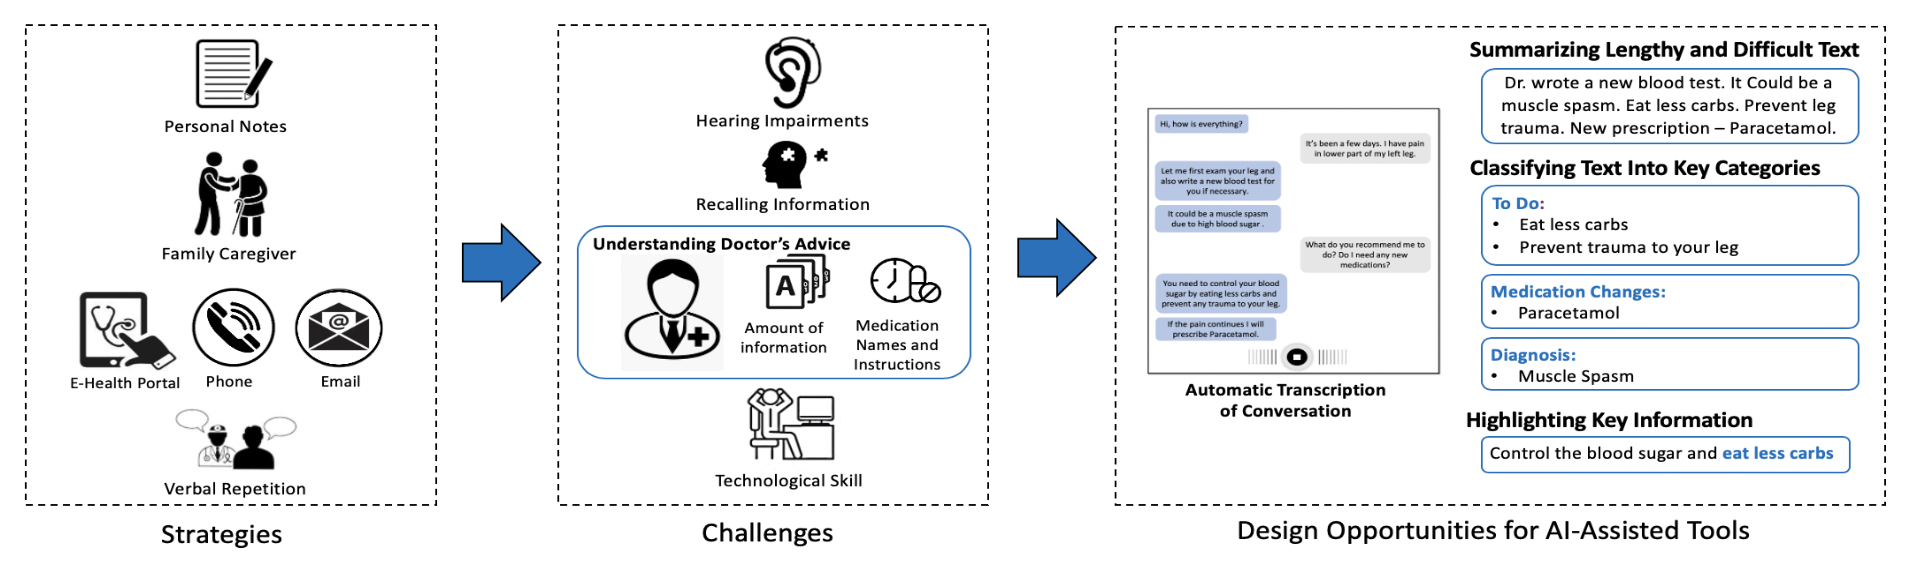 Personal Notes
Family Caregiver
E-Health Portal
Phone
@
Email
Verbal Repetition
Strategies
Hearing Impairments
Recalling Information
Understanding Doctor's Advice
A
Amount of
information
Medication
Names and
Instructions
Technological Skill
Challenges
Hi, how is everything?
It's been a few days. I have pain
in lower part of my left leg.
Let me first exam your leg and
also write a new blood test for
you if necessary.
It could be a muscle spasm
due to high blood sugar .
What do you recommend me to
do? Do I need any new
medications?
You need to control your blood
sugar by eating less carbs and
prevent any trauma to your leg.
If the pain continues I will
prescribe Paracetamol.
Automatic Transcription
of Conversation
Summarizing Lengthy and Difficult Text
Dr. wrote a new blood test. It Could be a
muscle spasm. Eat less carbs. Prevent leg
trauma. New prescription – Paracetamol.
Classifying Text Into Key Categories
To Do:
• Eat less carbs
• Prevent trauma to your leg
Medication Changes:
• Paracetamol
Diagnosis:
• Muscle Spasm
Highlighting Key Information
Control the blood sugar and eat less carbs
Design Opportunities for AI-Assisted Tools